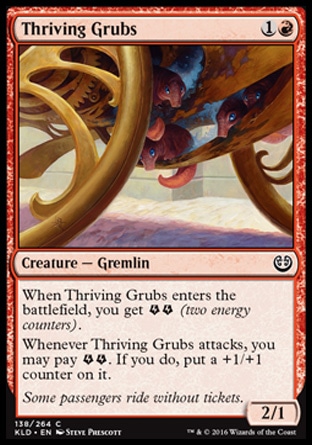 Thriving Grubs 1
Creature — Gremlin
When Thriving Grubs enters the
battlefield, you get (two energy
counters).
Whenever Thriving Grubs attacks, you
may pay . If you do, put a +1/+1
counter on it.
Some passengers ride without tickets.
2/1
138/264 C
KLD • EN Steve Prescott
™ & © 2016 Wizards of the Coast